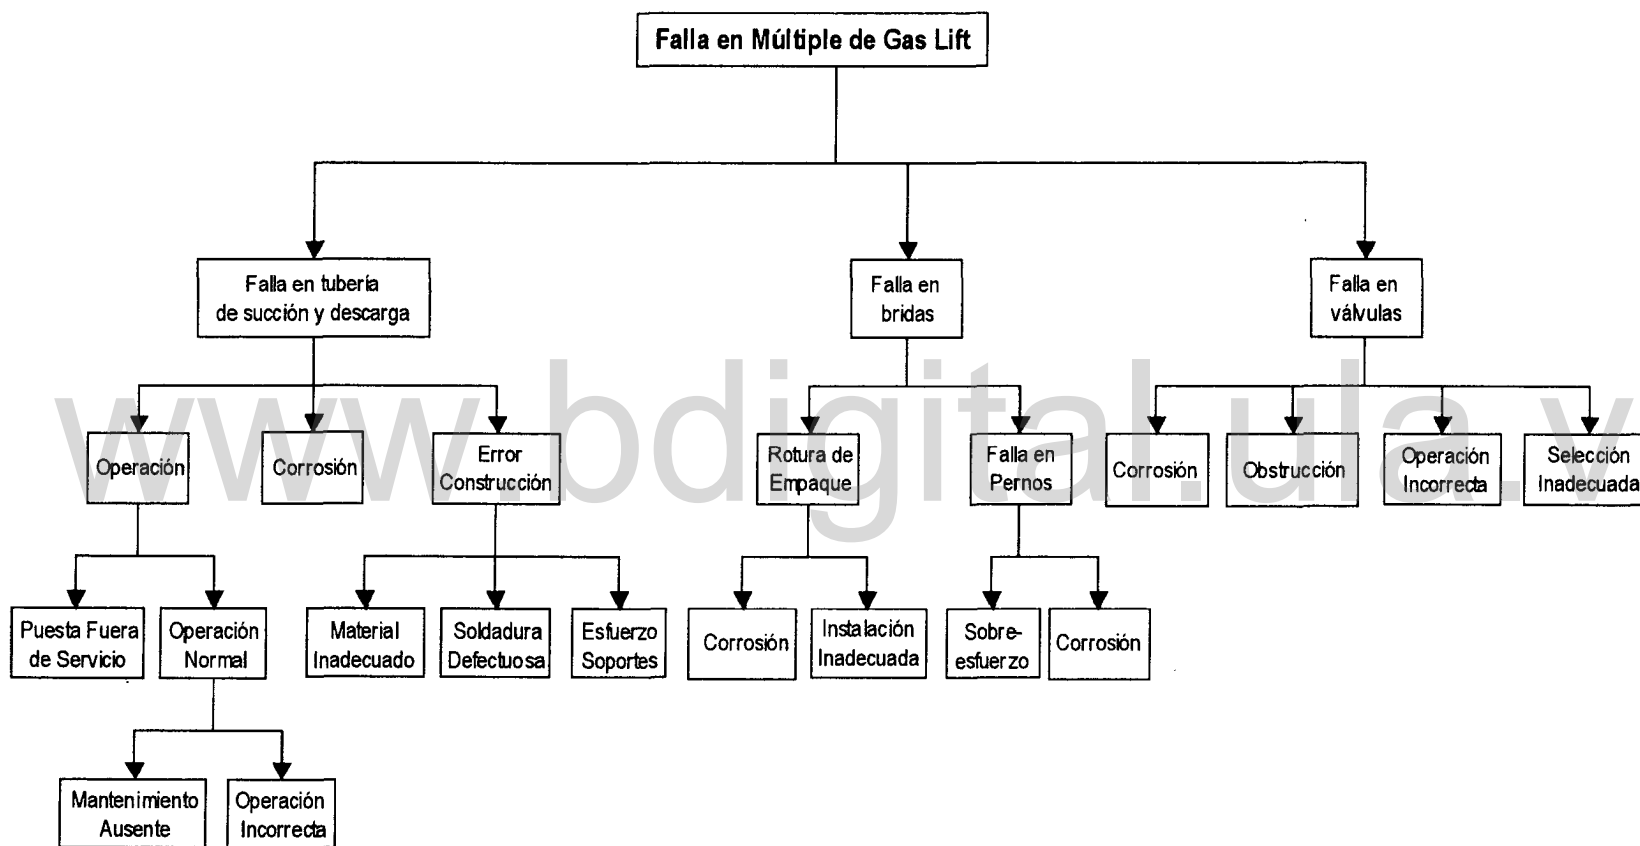 Falla en Múltiple de Gas Lift
Falla en tubería
de succión y descarga
Falla en
bridas
Falla en
válvulas
Operación
Corrosión
Error
Construcción
Rotura de
Empaque
Falla en
Pernos
Corrosión
Obstrucción
Operación
Incorrecta
Selección
Inadecuada
Puesta Fuera
de Servicio
Operación
Normal
Material
Inadecuado
Soldadura
Defectuosa
Esfuerzo
Soportes
Corrosión
Instalación
Inadecuada
Sobre-
esfuerzo
Corrosión
Mantenimiento
Ausente
Operación
Incorrecta
www.bdigital.ula.v